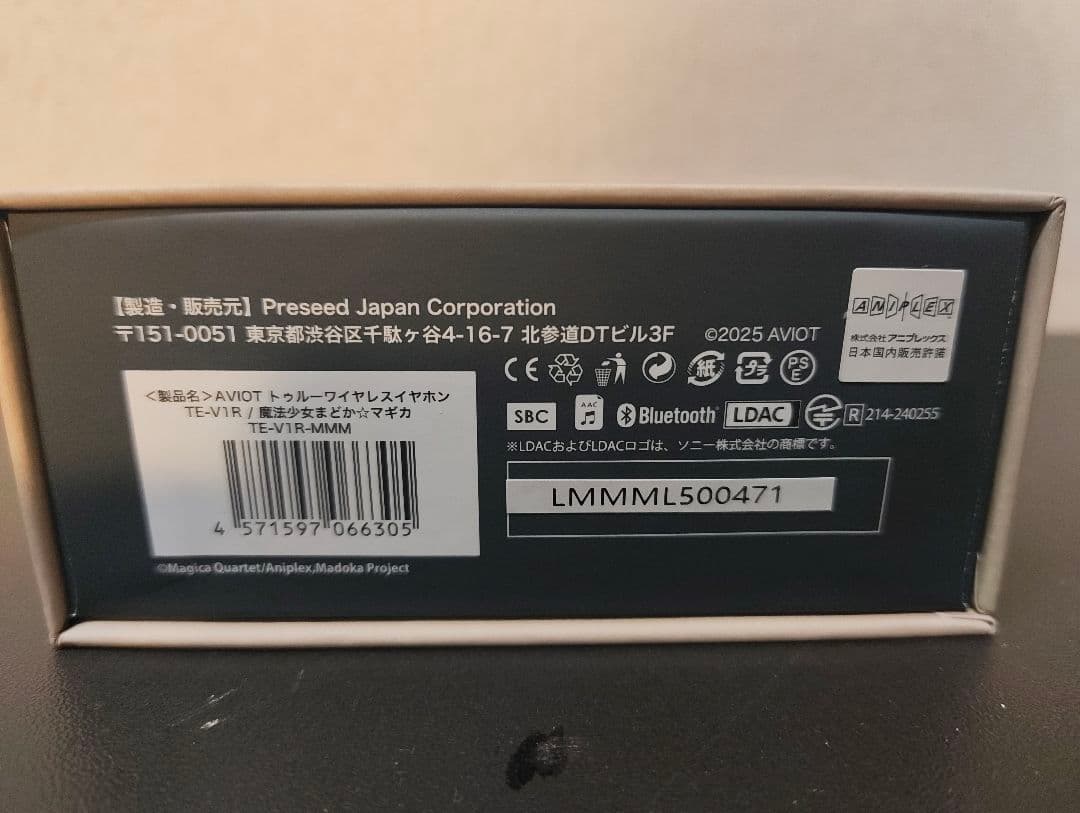 【製造・販売元】Preseed Japan Corporation
〒151-0051 東京都渋谷区千駄ヶ谷4-16-7 北参道DTビル3F
©2025 AVIOT
ANIPLEX
株式会社アニプレックス
日本国内販売許諾
CE
紙
プラ
PSE
<製品名>AVIOT トゥルーワイヤレスイヤホン
TE-V1R / 魔法少女まどか☆マギカ
TE-V1R-MMM
4 571597 066305
©Magica Quartet/Aniplex,Madoka Project
SBC
AAC
Bluetooth®
LDAC
R 214-240255
※LDACおよびLDACロゴは、ソニー株式会社の商標です。
LMMML500471